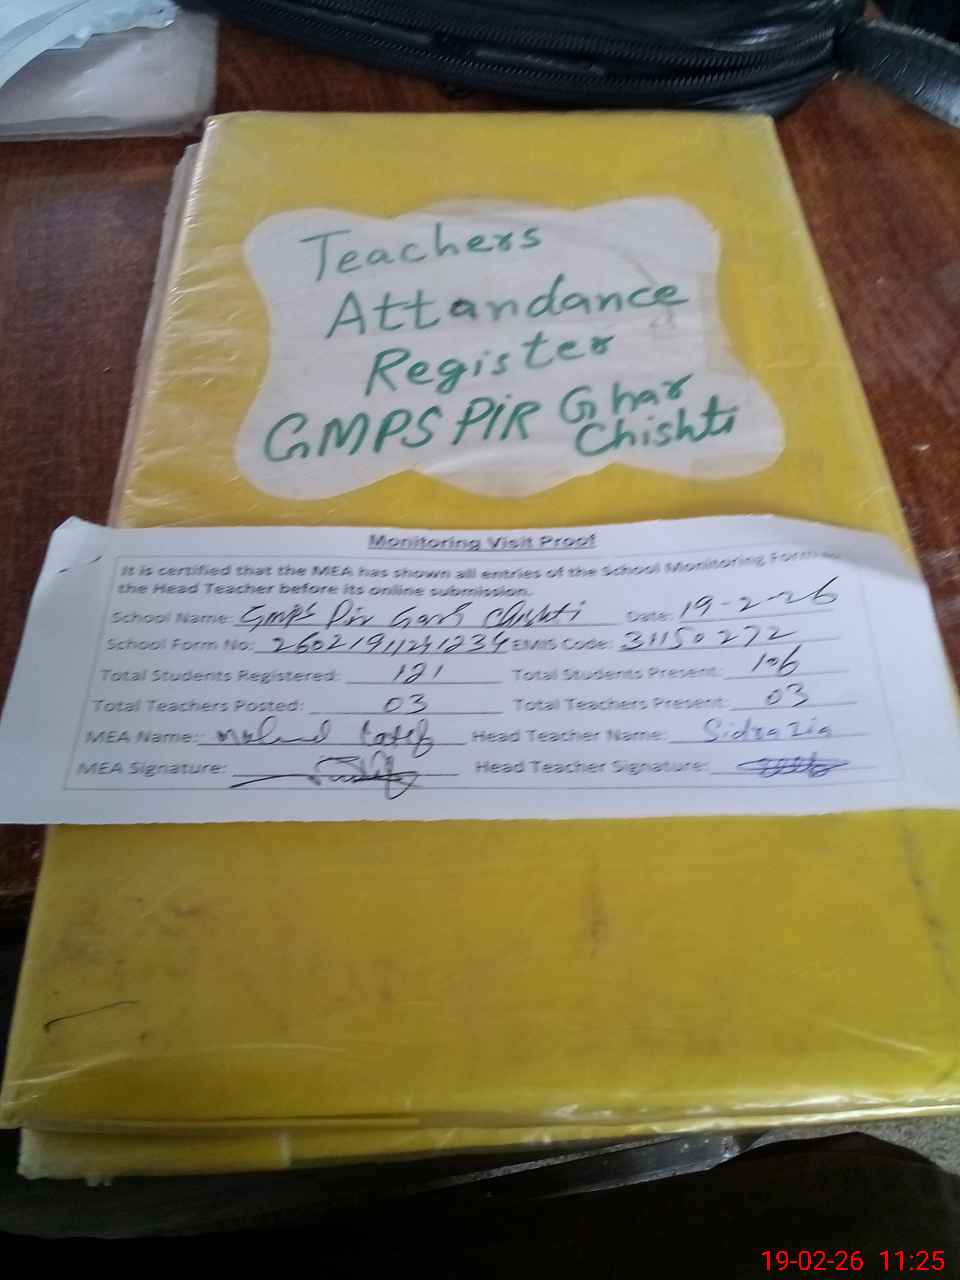 Teachers
Attandance
Register
GMPS PIR Ghar
Chishti
Monitoring Visit Proof
It is certified that the MEA has shown all entries of the School Monitoring Form to
the Head Teacher before its online submission.
School Name: GMPS Pir Garh Chishti Date: 19-2-26
School Form No: 26021911241234 EMIS Code: 31150272
Total Students Registered: 121 Total Students Present: 106
Total Teachers Posted: 03 Total Teachers Present: 03
MEA Name: Head Teacher Name: Sidra Zia
MEA Signature: Head Teacher Signature:
19-02-26 11:25